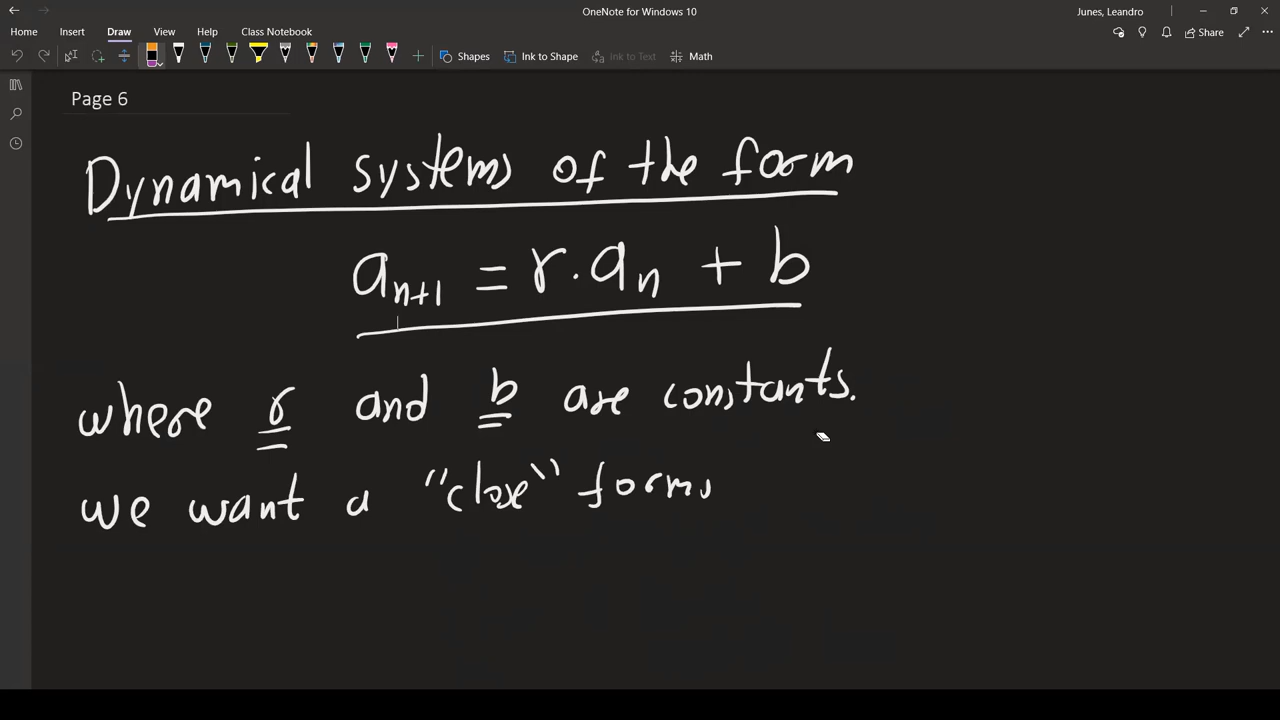 OneNote for Windows 10
Junes, Leandro
Home Insert Draw View Help Class Notebook
Share
Shapes Ink to Shape Ink to Text Math
Page 6
Dynamical systems of the form
aₙ₊₁ = r·aₙ + b
where r and b are constants.
we want a "close" form